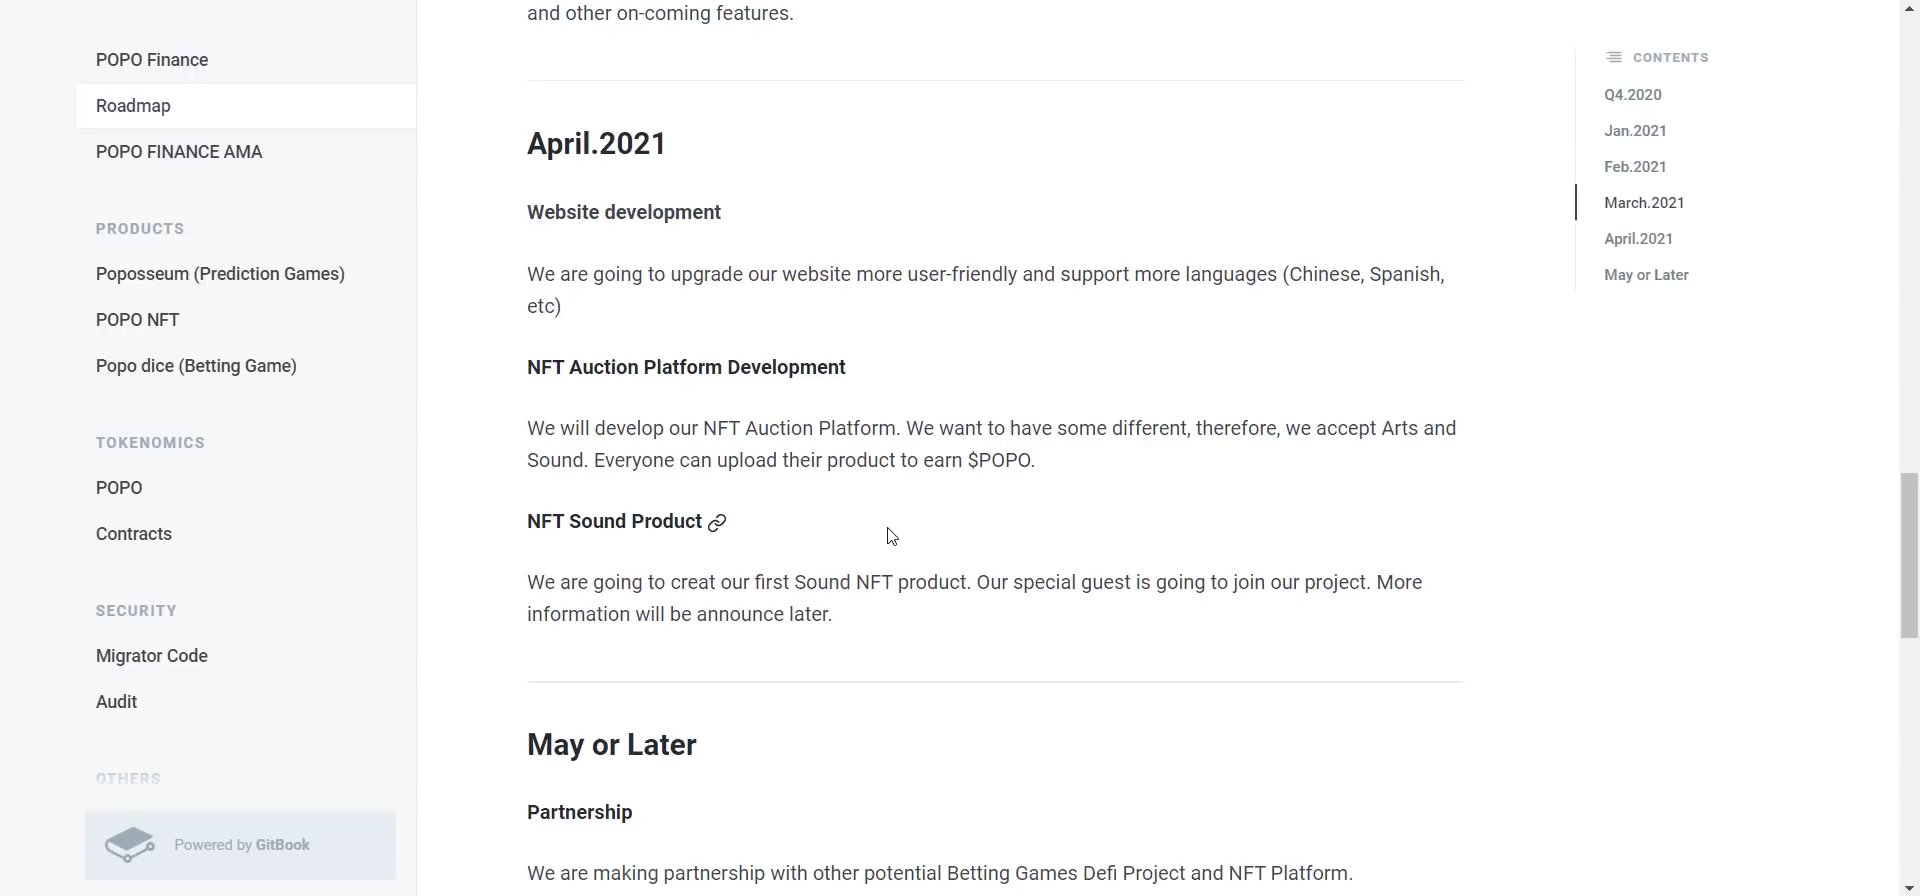 and other on-coming features.
POPO Finance
Roadmap
POPO FINANCE AMA
PRODUCTS
Poposseum (Prediction Games)
POPO NFT
Popo dice (Betting Game)
TOKENOMICS
POPO
Contracts
SECURITY
Migrator Code
Audit
OTHERS
Powered by GitBook
April.2021
Website development
We are going to upgrade our website more user-friendly and support more languages (Chinese, Spanish,
etc)
NFT Auction Platform Development
We will develop our NFT Auction Platform. We want to have some different, therefore, we accept Arts and
Sound. Everyone can upload their product to earn $POPO.
NFT Sound Product
We are going to creat our first Sound NFT product. Our special guest is going to join our project. More
information will be announce later.
May or Later
Partnership
We are making partnership with other potential Betting Games Defi Project and NFT Platform.
CONTENTS
Q4.2020
Jan.2021
Feb.2021
March.2021
April.2021
May or Later